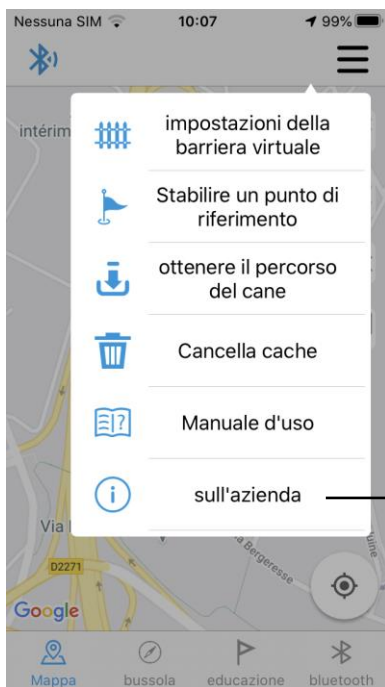 Nessuna SIM 10:07 99%
intérim
impostazioni della
barriera virtuale
Stabilire un punto di
riferimento
ottenere il percorso
del cane
Cancella cache
Manuale d'uso
sull'azienda
Via
Bergeresse
D2271
Google
Mappa bussola educazione bluetooth